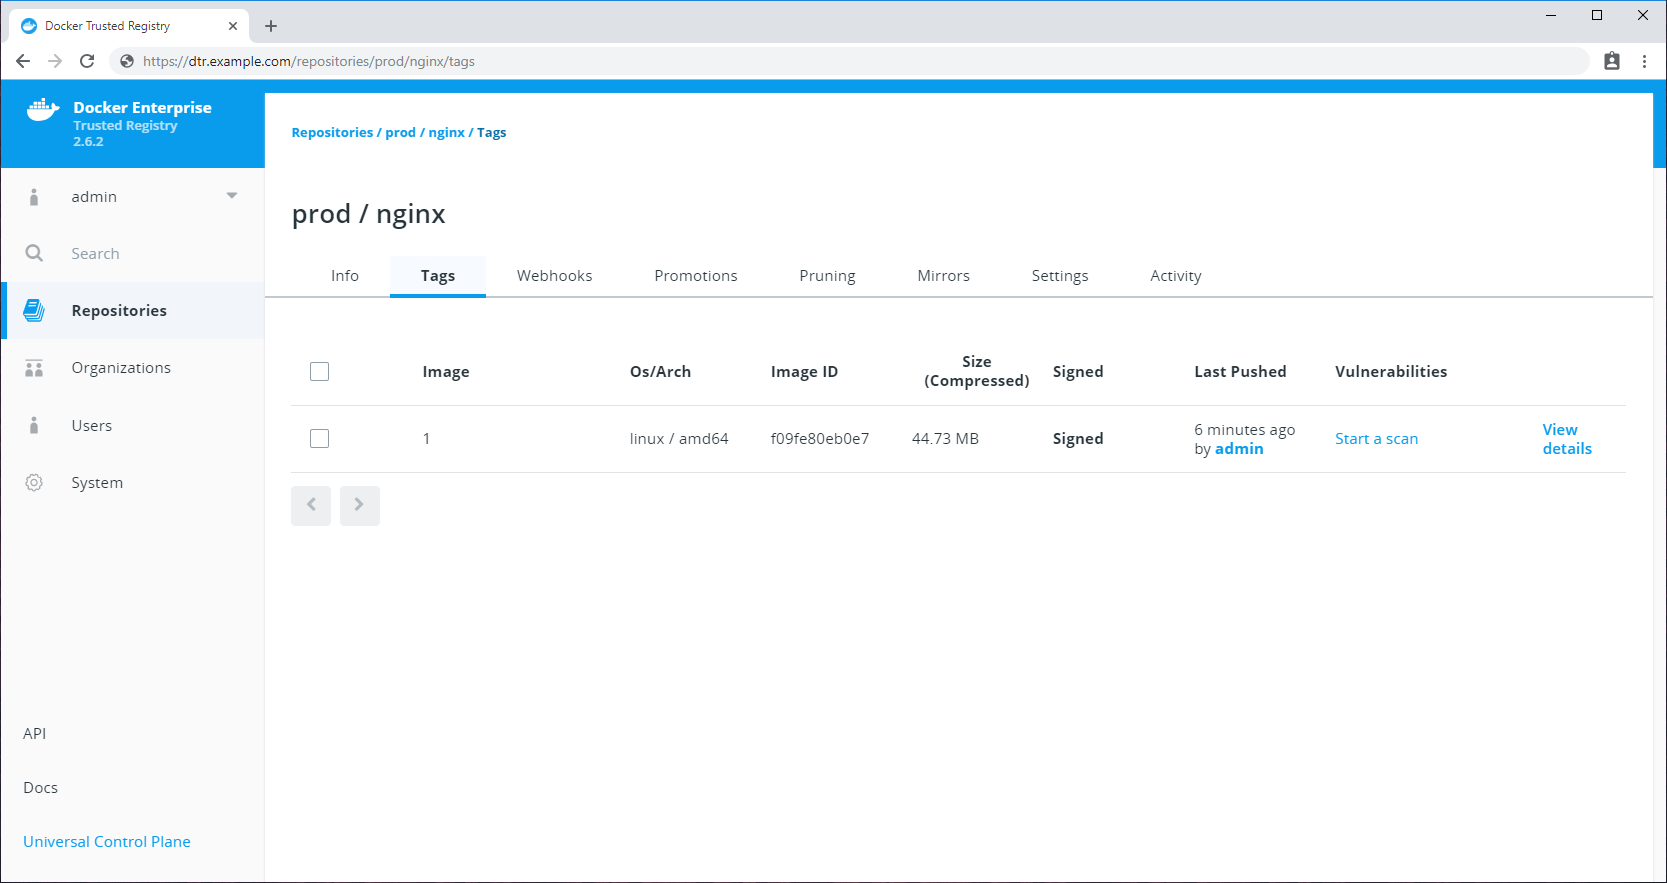 Docker Trusted Registry
https://dtr.example.com/repositories/prod/nginx/tags
Docker Enterprise
Trusted Registry
2.6.2
admin
Search
Repositories
Organizations
Users
System
API
Docs
Universal Control Plane
Repositories / prod / nginx / Tags
prod / nginx
Info Tags Webhooks Promotions Pruning Mirrors Settings Activity
Image Os/Arch Image ID Size (Compressed) Signed Last Pushed Vulnerabilities
1 linux / amd64 f09fe80eb0e7 44.73 MB Signed 6 minutes ago by admin Start a scan View details